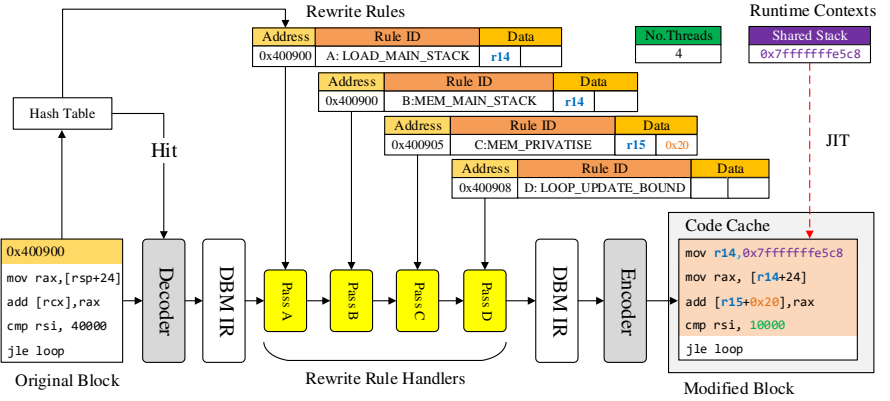 Rewrite Rules
Runtime Contexts
Address Rule ID Data
0x400900 A: LOAD_MAIN_STACK r14
No.Threads
4
Shared Stack
0x7fffffffe5c8
Address Rule ID Data
0x400900 B:MEM_MAIN_STACK r14
Hash Table
Address Rule ID Data
0x400905 C:MEM_PRIVATISE r15 0x20
Hit
JIT
Address Rule ID Data
0x400908 D: LOOP_UPDATE_BOUND
0x400900
mov rax,[rsp+24]
add [rcx],rax
cmp rsi, 40000
jle loop
Original Block
Decoder
DBM IR
Pass A
Pass B
Pass C
Pass D
Rewrite Rule Handlers
DBM IR
Encoder
Code Cache
mov r14,0x7fffffffe5c8
mov rax, [r14+24]
add [r15+0x20],rax
cmp rsi, 10000
jle loop
Modified Block